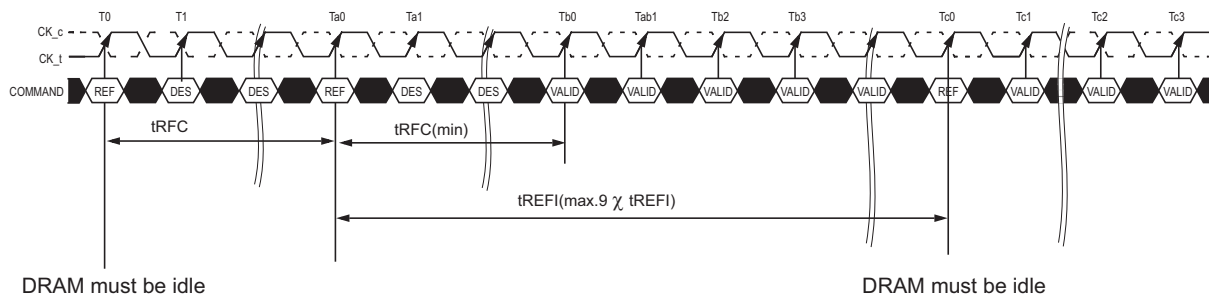 T0 T1 Ta0 Ta1 Tb0 Tab1 Tb2 Tb3 Tc0 Tc1 Tc2 Tc3
CK_c
CK_t
COMMAND REF DES DES REF DES DES VALID VALID VALID VALID VALID REF VALID VALID VALID
tRFC tRFC(min)
tREFI(max.9 χ tREFI)
DRAM must be idle DRAM must be idle